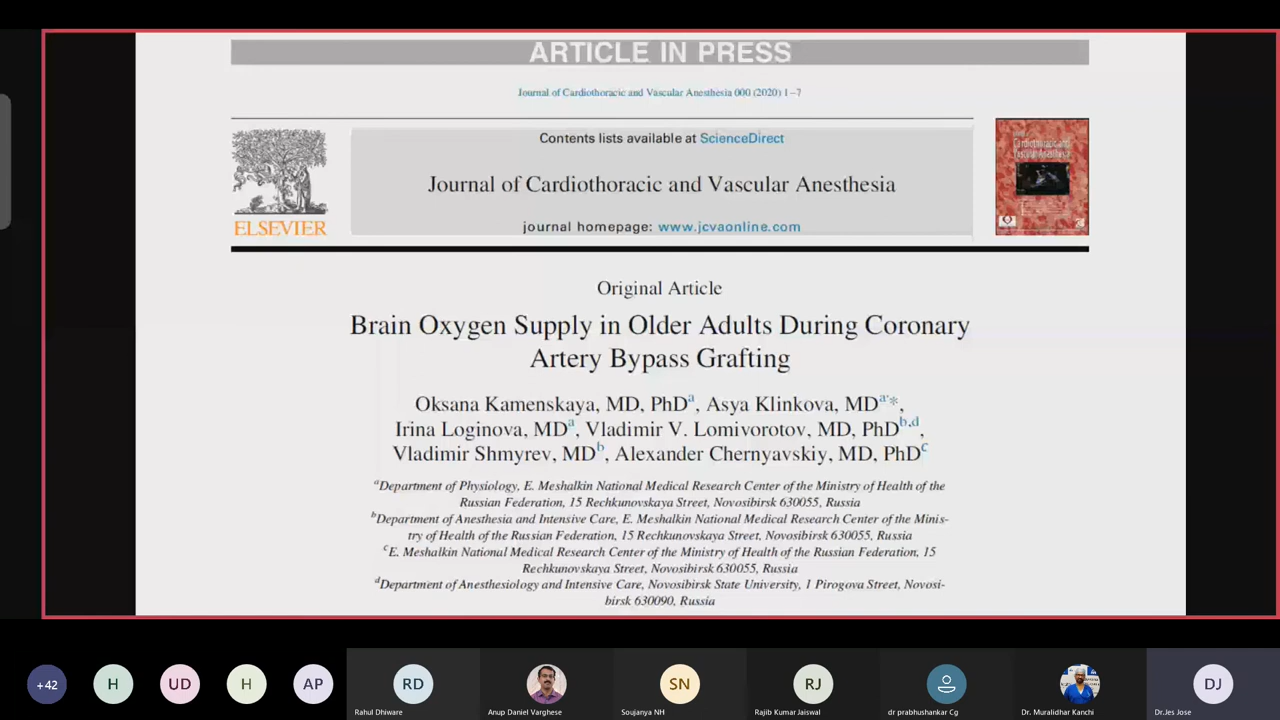 ARTICLE IN PRESS
Journal of Cardiothoracic and Vascular Anesthesia 000 (2020) 1–7
Contents lists available at ScienceDirect
Journal of Cardiothoracic and Vascular Anesthesia
journal homepage: www.jcvaonline.com
ELSEVIER
Cardiothoracic and
Vascular Anesthesia
Original Article
Brain Oxygen Supply in Older Adults During Coronary
Artery Bypass Grafting
Oksana Kamenskaya, MD, PhDa, Asya Klinkova, MDa,*,
Irina Loginova, MDa, Vladimir V. Lomivorotov, MD, PhDb,d,
Vladimir Shmyrev, MDb, Alexander Chernyavskiy, MD, PhDc
aDepartment of Physiology, E. Meshalkin National Medical Research Center of the Ministry of Health of the
Russian Federation, 15 Rechkunovskaya Street, Novosibirsk 630055, Russia
bDepartment of Anesthesia and Intensive Care, E. Meshalkin National Medical Research Center of the Minis-
try of Health of the Russian Federation, 15 Rechkunovskaya Street, Novosibirsk 630055, Russia
cE. Meshalkin National Medical Research Center of the Ministry of Health of the Russian Federation, 15
Rechkunovskaya Street, Novosibirsk 630055, Russia
dDepartment of Anesthesiology and Intensive Care, Novosibirsk State University, 1 Pirogova Street, Novosi-
birsk 630090, Russia
+42
H
UD
H
AP
RD
SN
RJ
DJ
Rahul Dhiware
Anup Daniel Varghese
Soujanya NH
Rajib Kumar Jaiswal
dr prabhushankar Cg
Dr. Muralidhar Kanchi
Dr.Jes Jose